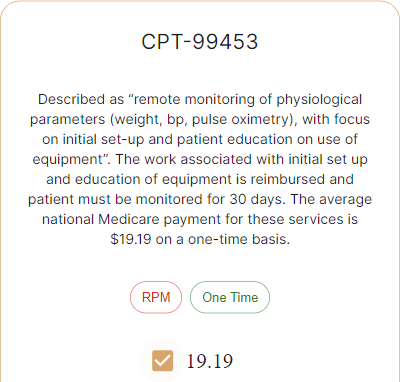 CPT-99453
Described as “remote monitoring of physiological
parameters (weight, bp, pulse oximetry), with focus
on initial set-up and patient education on use of
equipment”. The work associated with initial set up
and education of equipment is reimbursed and
patient must be monitored for 30 days. The average
national Medicare payment for these services is
$19.19 on a one-time basis.
RPM One Time
19.19